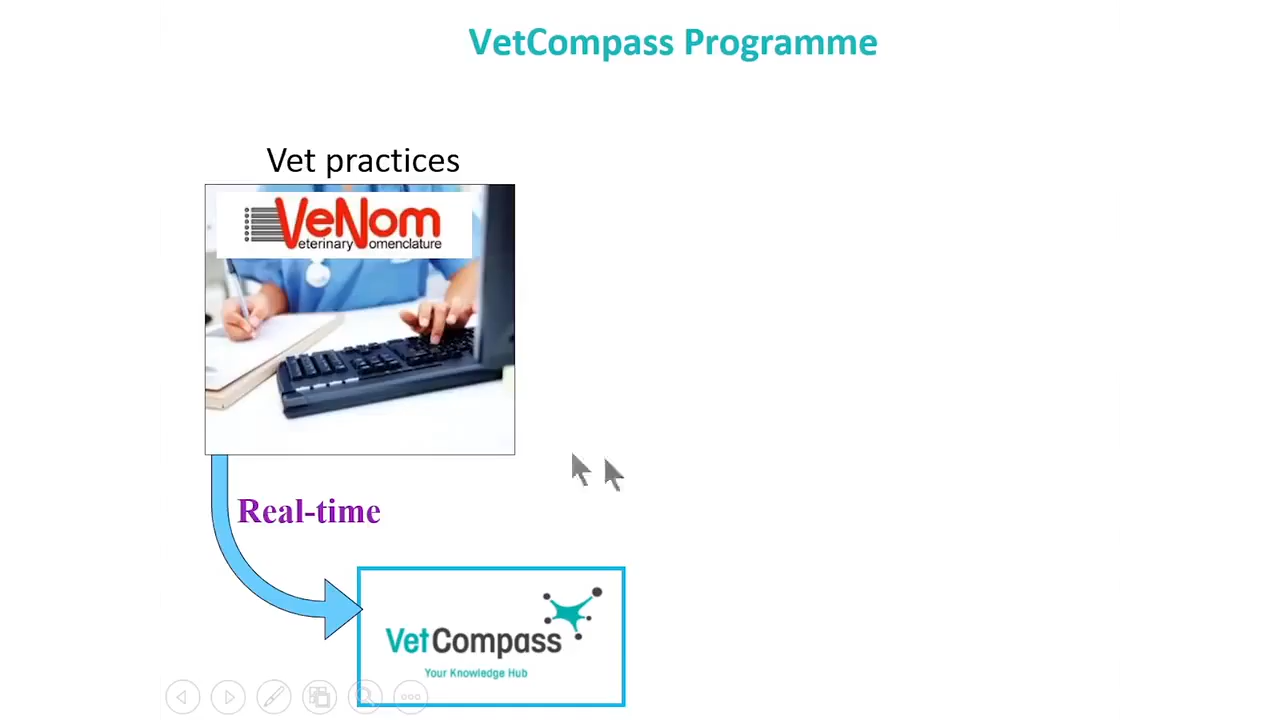 VetCompass Programme
Vet practices
VeNom
Veterinary Nomenclature
Real-time
VetCompass
Your Knowledge Hub